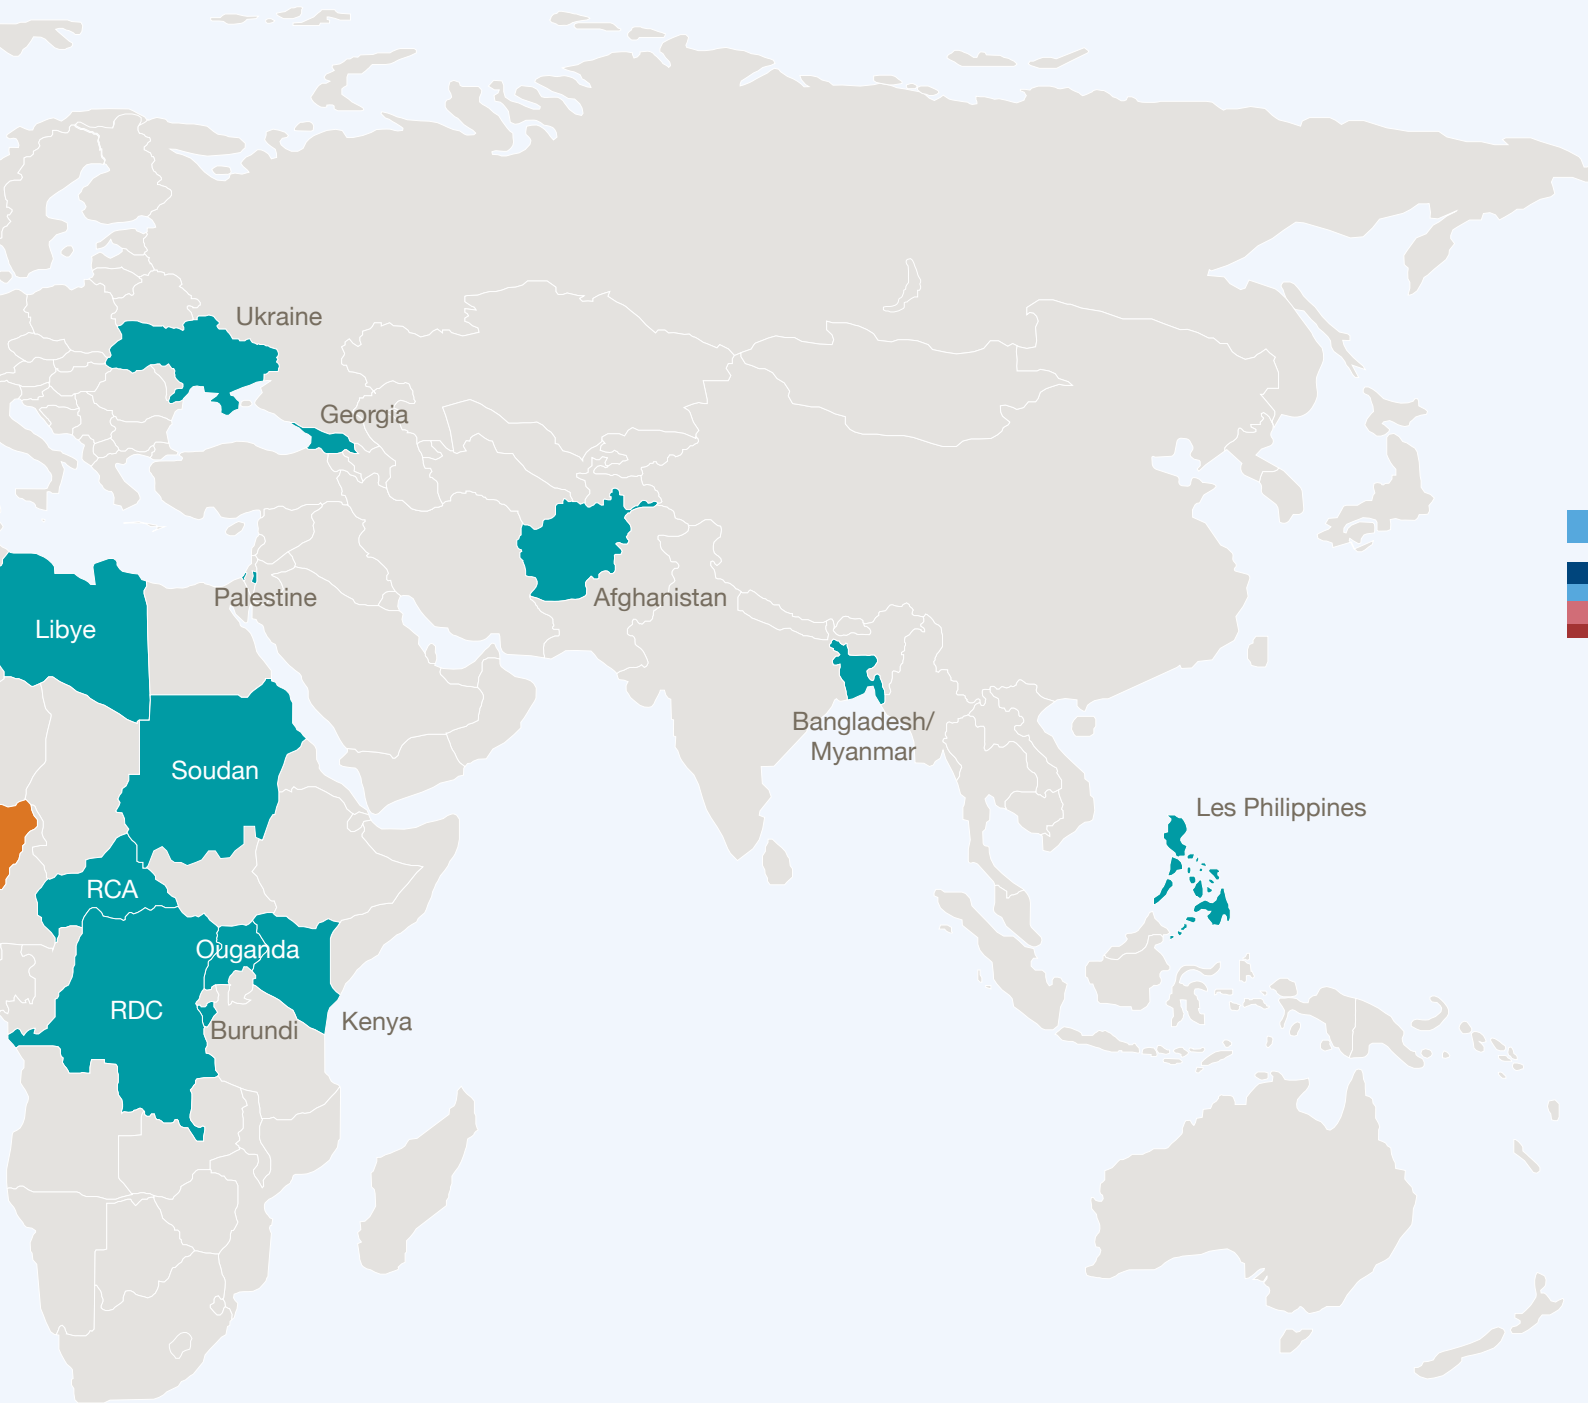 Ukraine
Georgia
Palestine
Afghanistan
Libye
Bangladesh/
Myanmar
Soudan
Les Philippines
RCA
Ouganda
RDC
Burundi
Kenya